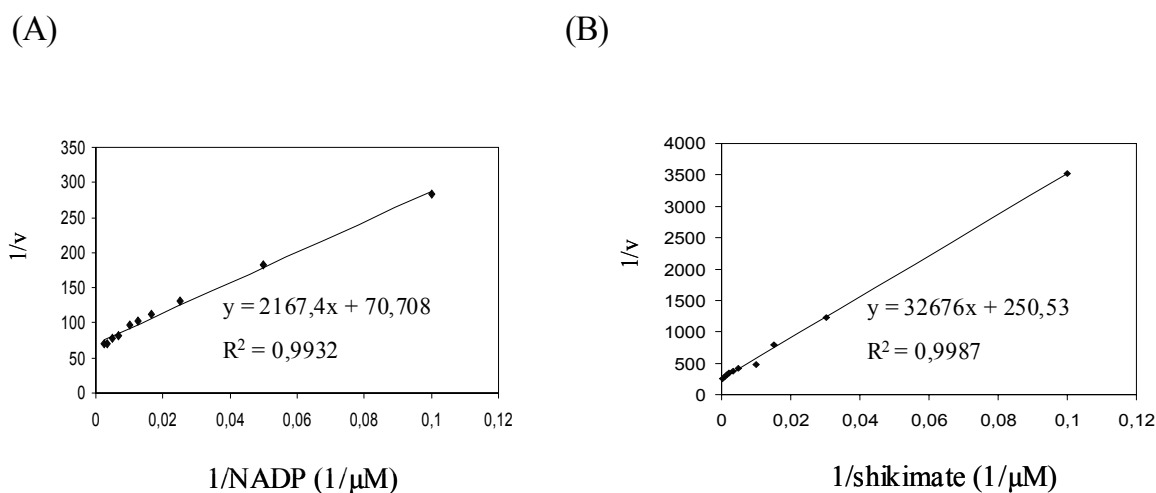 (A)
350
300
250
200
150
100
50
0
1/v
y = 2167,4x + 70,708
R² = 0,9932
0 0,02 0,04 0,06 0,08 0,1 0,12
1/NADP (1/µM)
(B)
4000
3500
3000
2500
2000
1500
1000
500
0
1/v
y = 32676x + 250,53
R² = 0,9987
0 0,02 0,04 0,06 0,08 0,1 0,12
1/shikimate (1/µM)